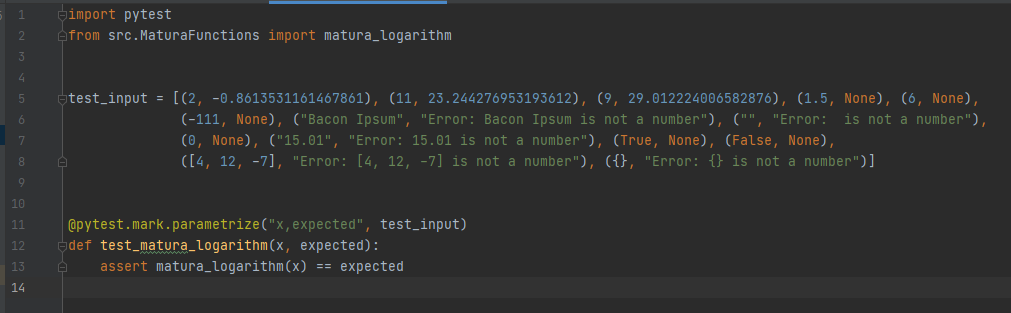 1 import pytest
2 from src.MaturaFunctions import matura_logarithm
3
4
5 test_input = [(2, -0.8613531161467861), (11, 23.244276953193612), (9, 29.012224006582876), (1.5, None), (6, None),
6 (-111, None), ("Bacon Ipsum", "Error: Bacon Ipsum is not a number"), ("", "Error:  is not a number"),
7 (0, None), ("15.01", "Error: 15.01 is not a number"), (True, None), (False, None),
8 ([4, 12, -7], "Error: [4, 12, -7] is not a number"), ({}, "Error: {} is not a number")]
9
10
11 @pytest.mark.parametrize("x,expected", test_input)
12 def test_matura_logarithm(x, expected):
13 assert matura_logarithm(x) == expected
14